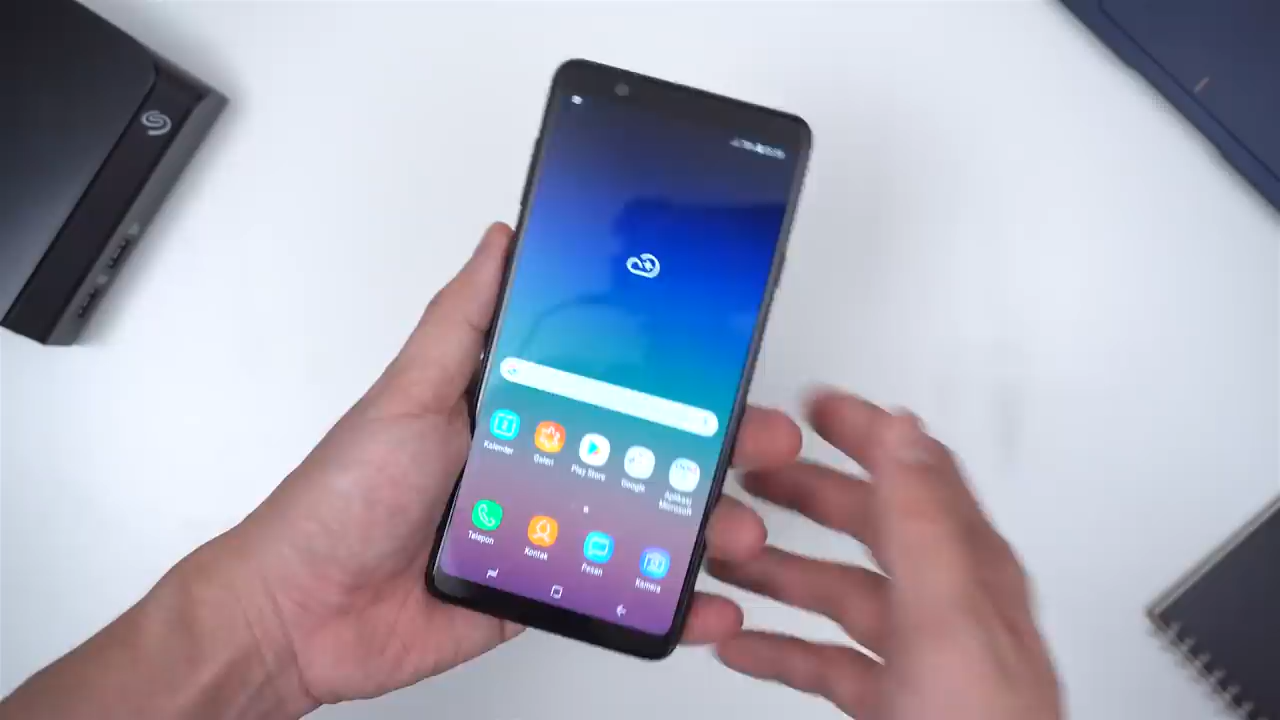 Kalender
Galeri
Play Store
Google
Aplikasi
Microsoft
Telepon
Kontak
Pesan
Kamera